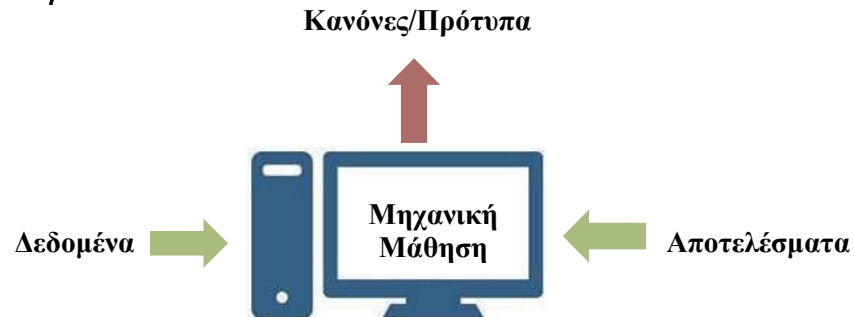 Κανόνες/Πρότυπα
Μηχανική
Μάθηση
Δεδομένα
Αποτελέσματα